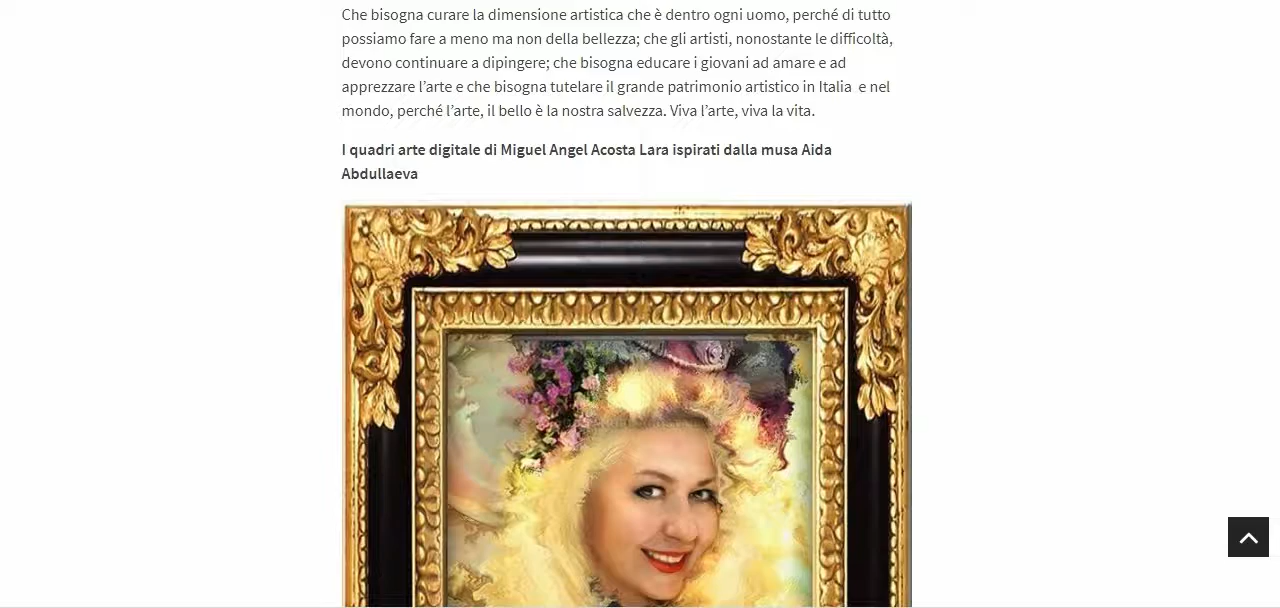 Che bisogna curare la dimensione artistica che è dentro ogni uomo, perché di tutto
possiamo fare a meno ma non della bellezza; che gli artisti, nonostante le difficoltà,
devono continuare a dipingere; che bisogna educare i giovani ad amare e ad
apprezzare l’arte e che bisogna tutelare il grande patrimonio artistico in Italia  e nel
mondo, perché l’arte, il bello è la nostra salvezza. Viva l’arte, viva la vita.
I quadri arte digitale di Miguel Angel Acosta Lara ispirati dalla musa Aida
Abdullaeva